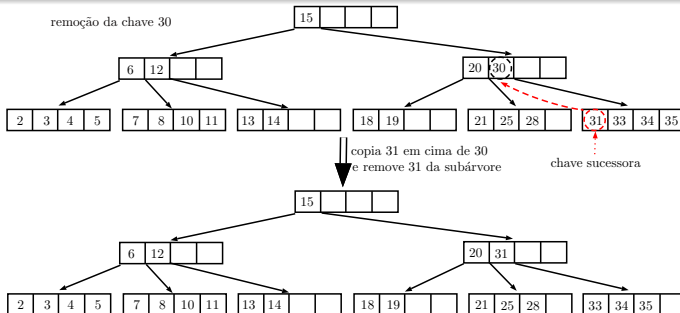 remoção da chave 30
15
6 12
20 30
2 3 4 5
7 8 10 11
13 14
18 19
21 25 28
31 33 34 35
copia 31 em cima de 30
e remove 31 da subárvore
chave sucessora
15
6 12
20 31
2 3 4 5
7 8 10 11
13 14
18 19
21 25 28
33 34 35